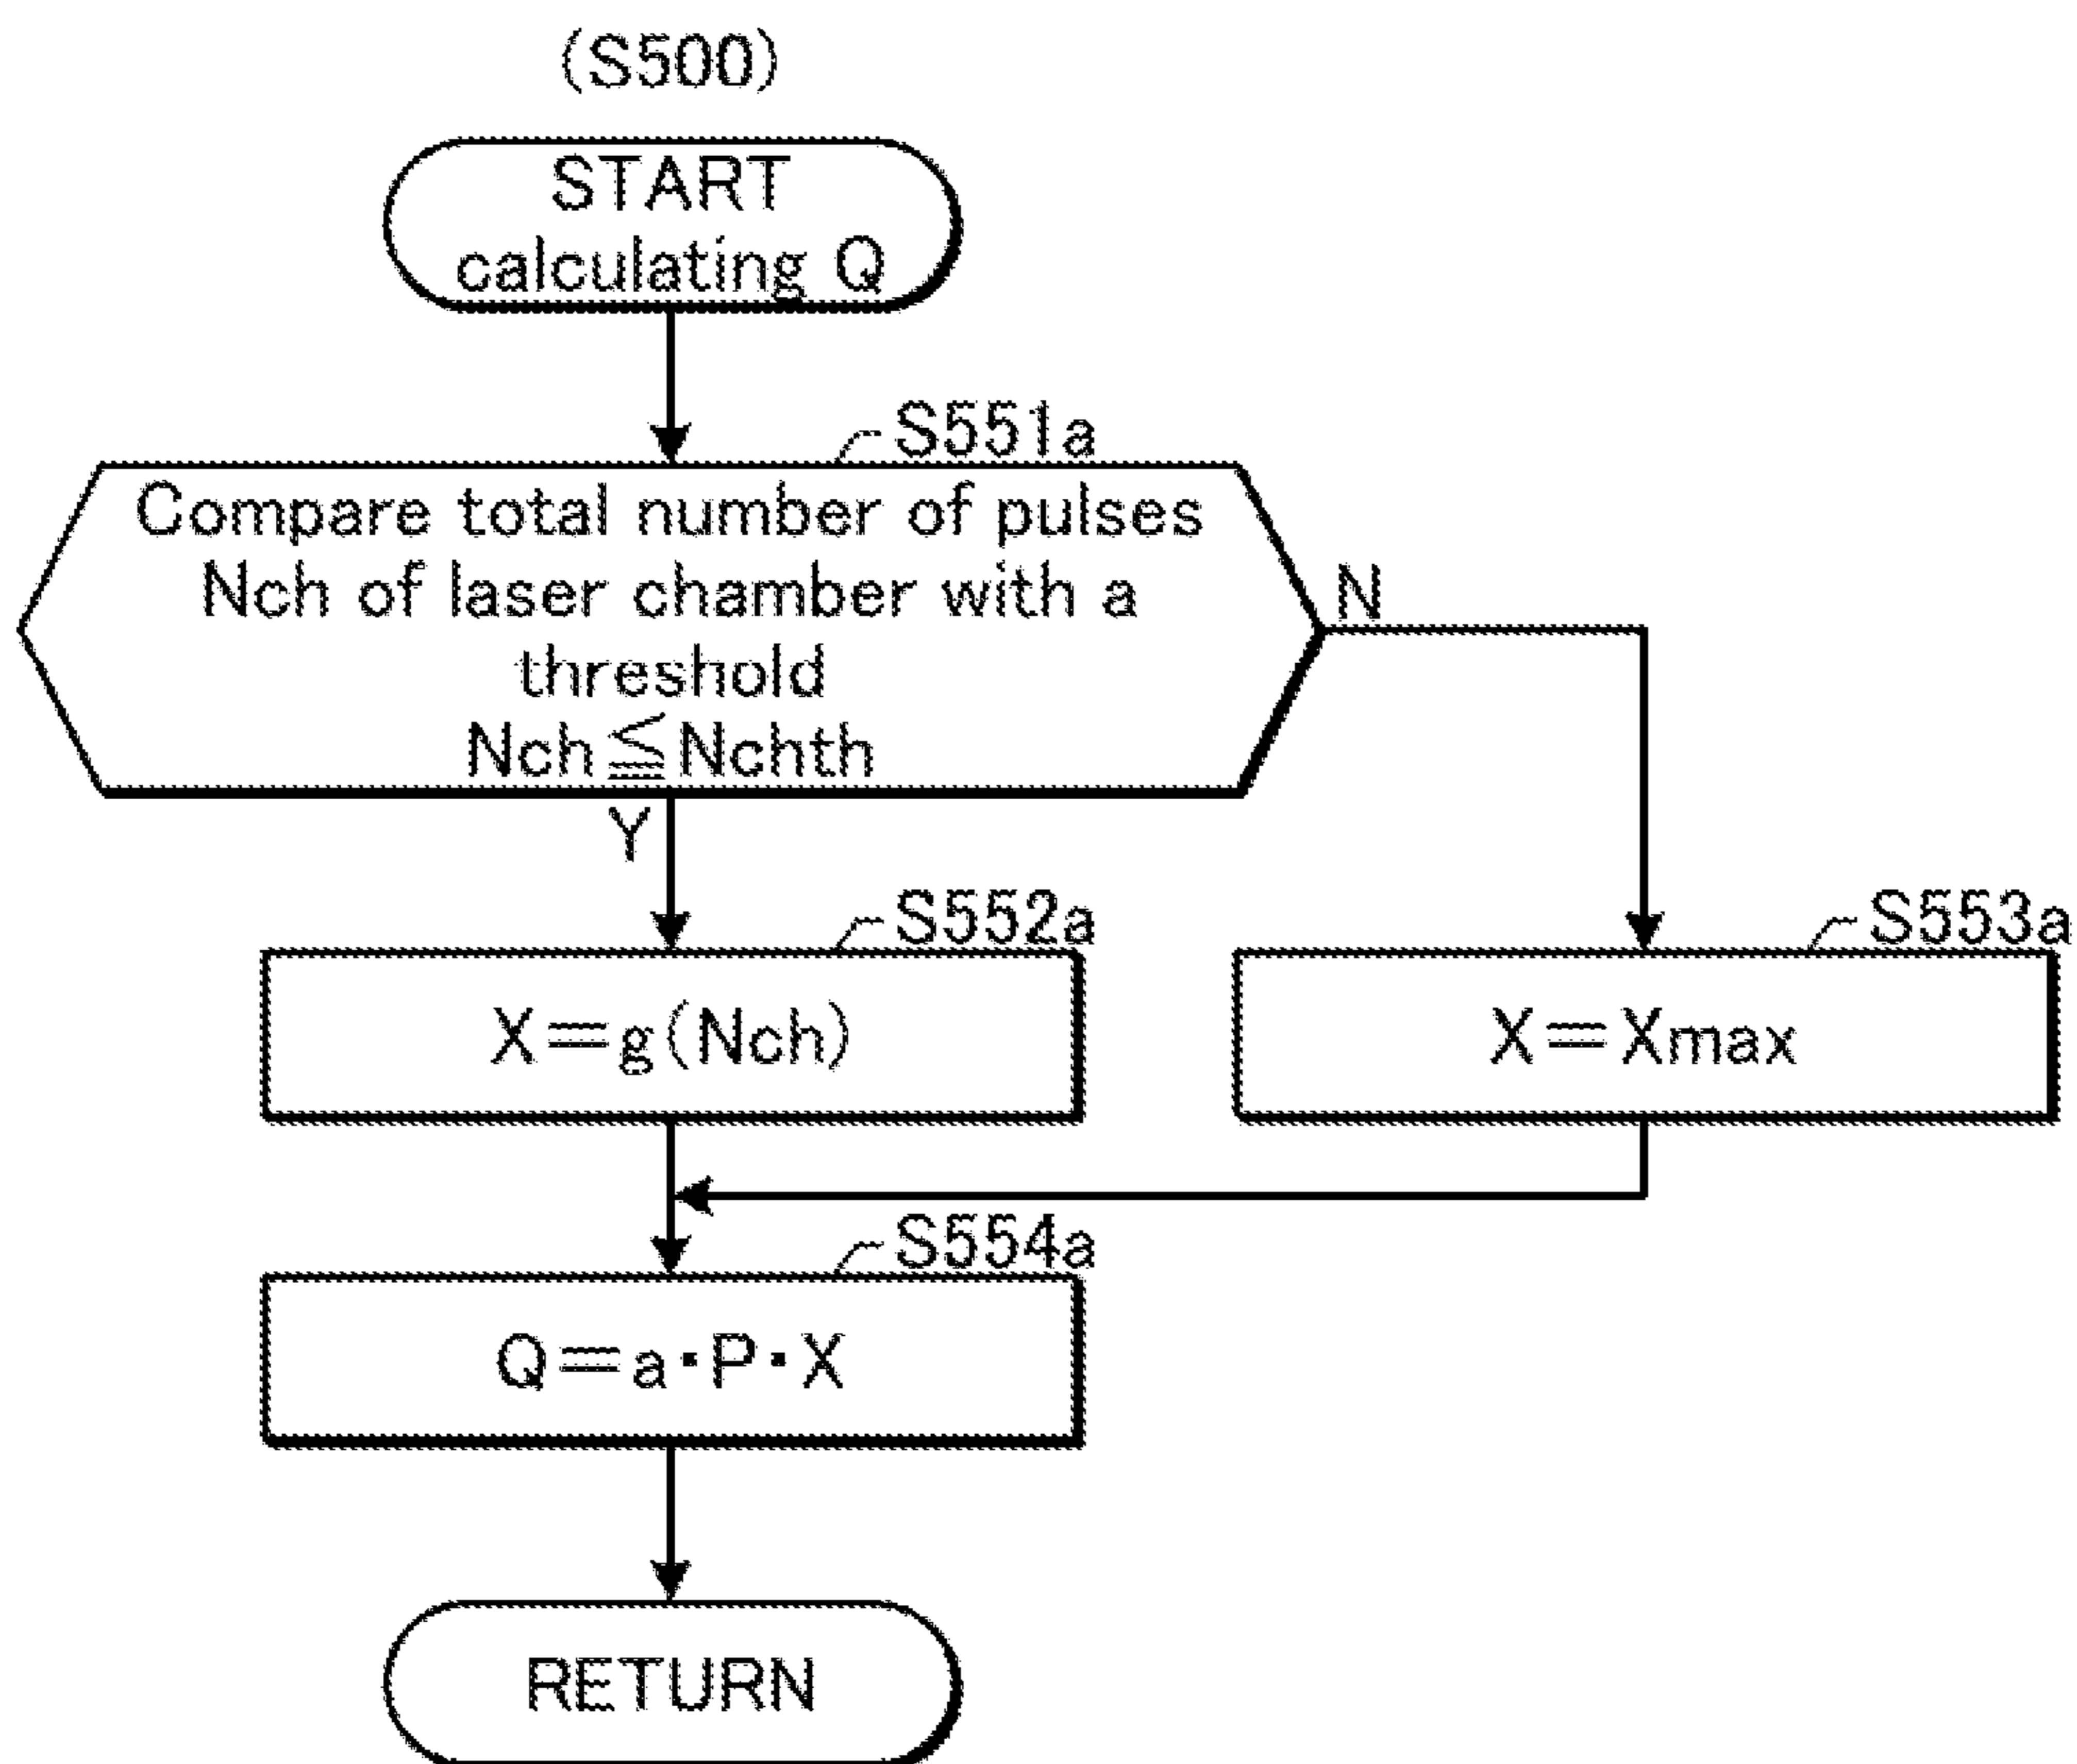 (S500)
START
calculating Q
S551a
Compare total number of pulses
Nch of laser chamber with a
threshold
Nch≦Nchth
N
Y
S552a
X=g(Nch)
S553a
X=Xmax
S554a
Q=a・P・X
RETURN